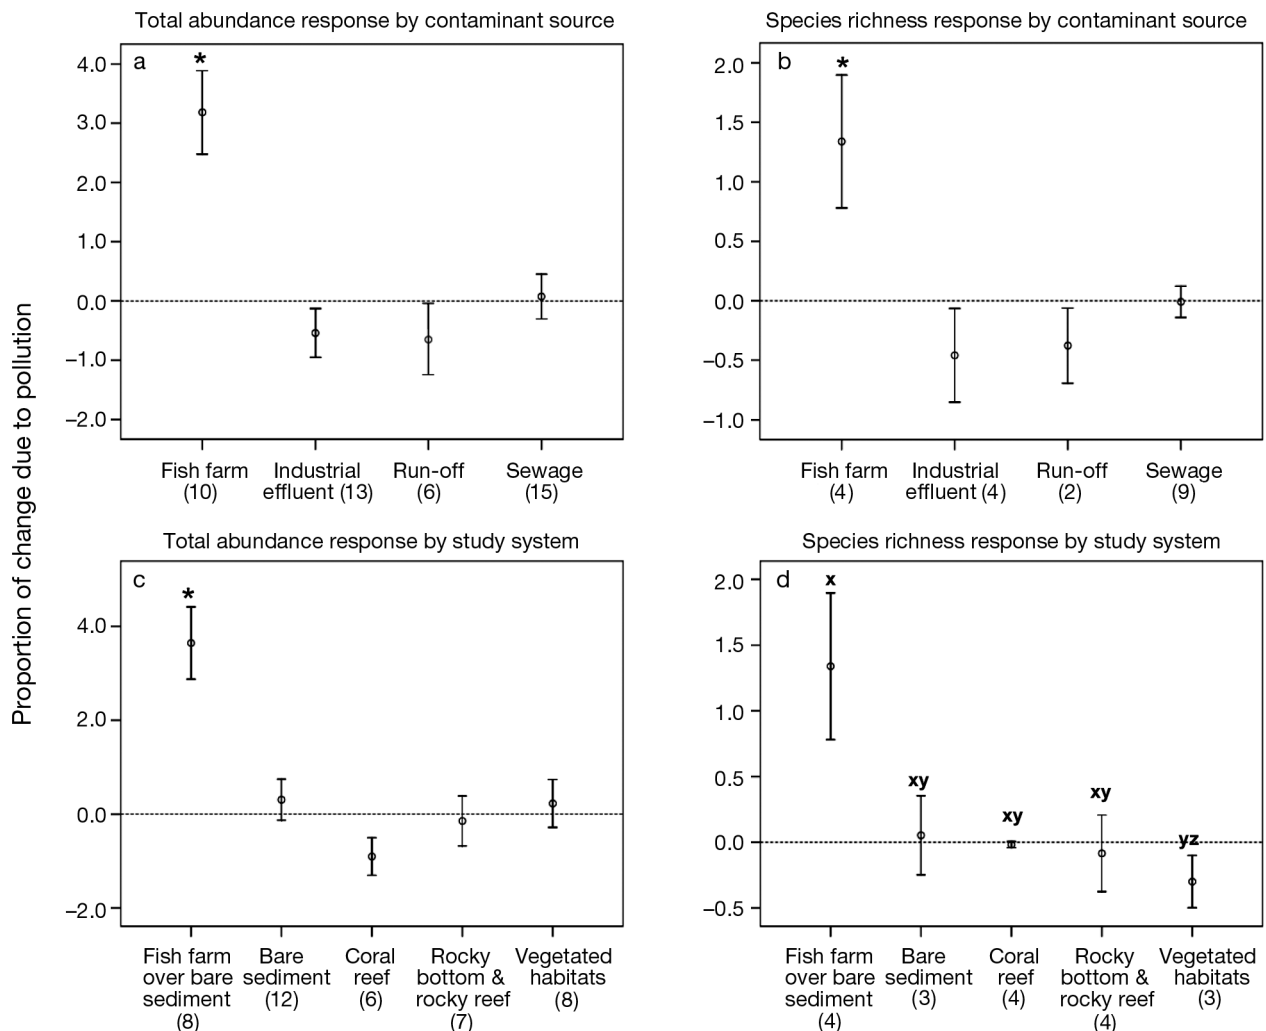 Proportion of change due to pollution
Total abundance response by contaminant source
a
*
4.0
3.0
2.0
1.0
0.0
–1.0
–2.0
Fish farm
(10)
Industrial
effluent (13)
Run-off
(6)
Sewage
(15)
Species richness response by contaminant source
b
*
2.0
1.5
1.0
0.5
0.0
–0.5
–1.0
Fish farm
(4)
Industrial
effluent (4)
Run-off
(2)
Sewage
(9)
Total abundance response by study system
c
*
4.0
2.0
0.0
–2.0
Fish farm
over bare
sediment
(8)
Bare
sediment
(12)
Coral
reef
(6)
Rocky
bottom &
rocky reef
(7)
Vegetated
habitats
(8)
Species richness response by study system
d
x
xy
xy
xy
yz
2.0
1.5
1.0
0.5
0.0
–0.5
Fish farm
over bare
sediment
(4)
Bare
sediment
(3)
Coral
reef
(4)
Rocky
bottom &
rocky reef
(4)
Vegetated
habitats
(3)